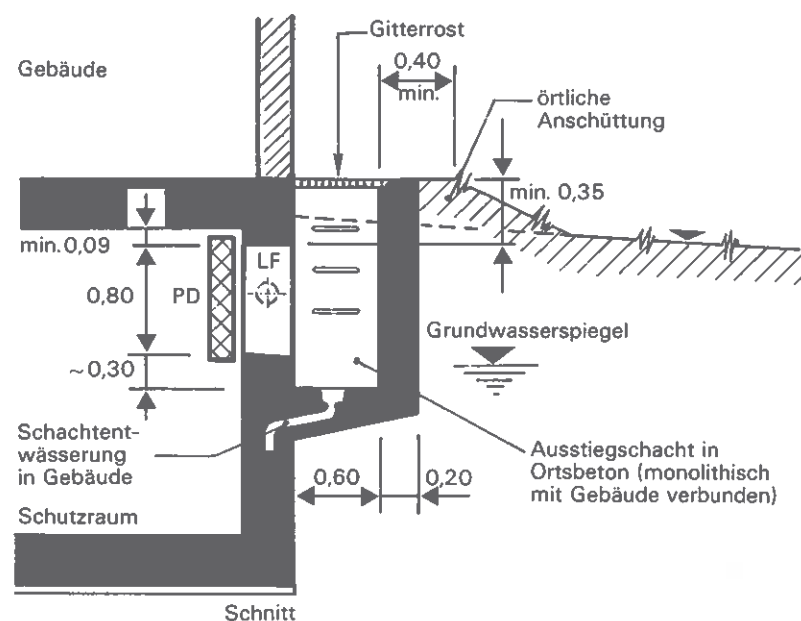 Gitterrost
Gebäude
0,40
min.
örtliche
Anschüttung
min. 0,35
min. 0,09
LF
0,80
PD
Grundwasserspiegel
~0,30
Schachtent-
wässerung
in Gebäude
Ausstiegschacht in
Ortsbeton (monolithisch
mit Gebäude verbunden)
0,60
0,20
Schutzraum
Schnitt